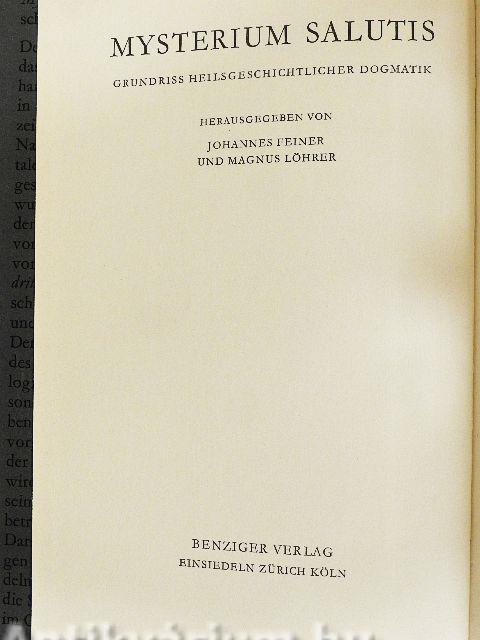 MYSTERIUM SALUTIS
GRUNDRISS HEILSGESCHICHTLICHER DOGMATIK
HERAUSGEGEBEN VON
JOHANNES FEINER
UND MAGNUS LÖHRER
BENZIGER VERLAG
EINSIEDELN ZÜRICH KÖLN